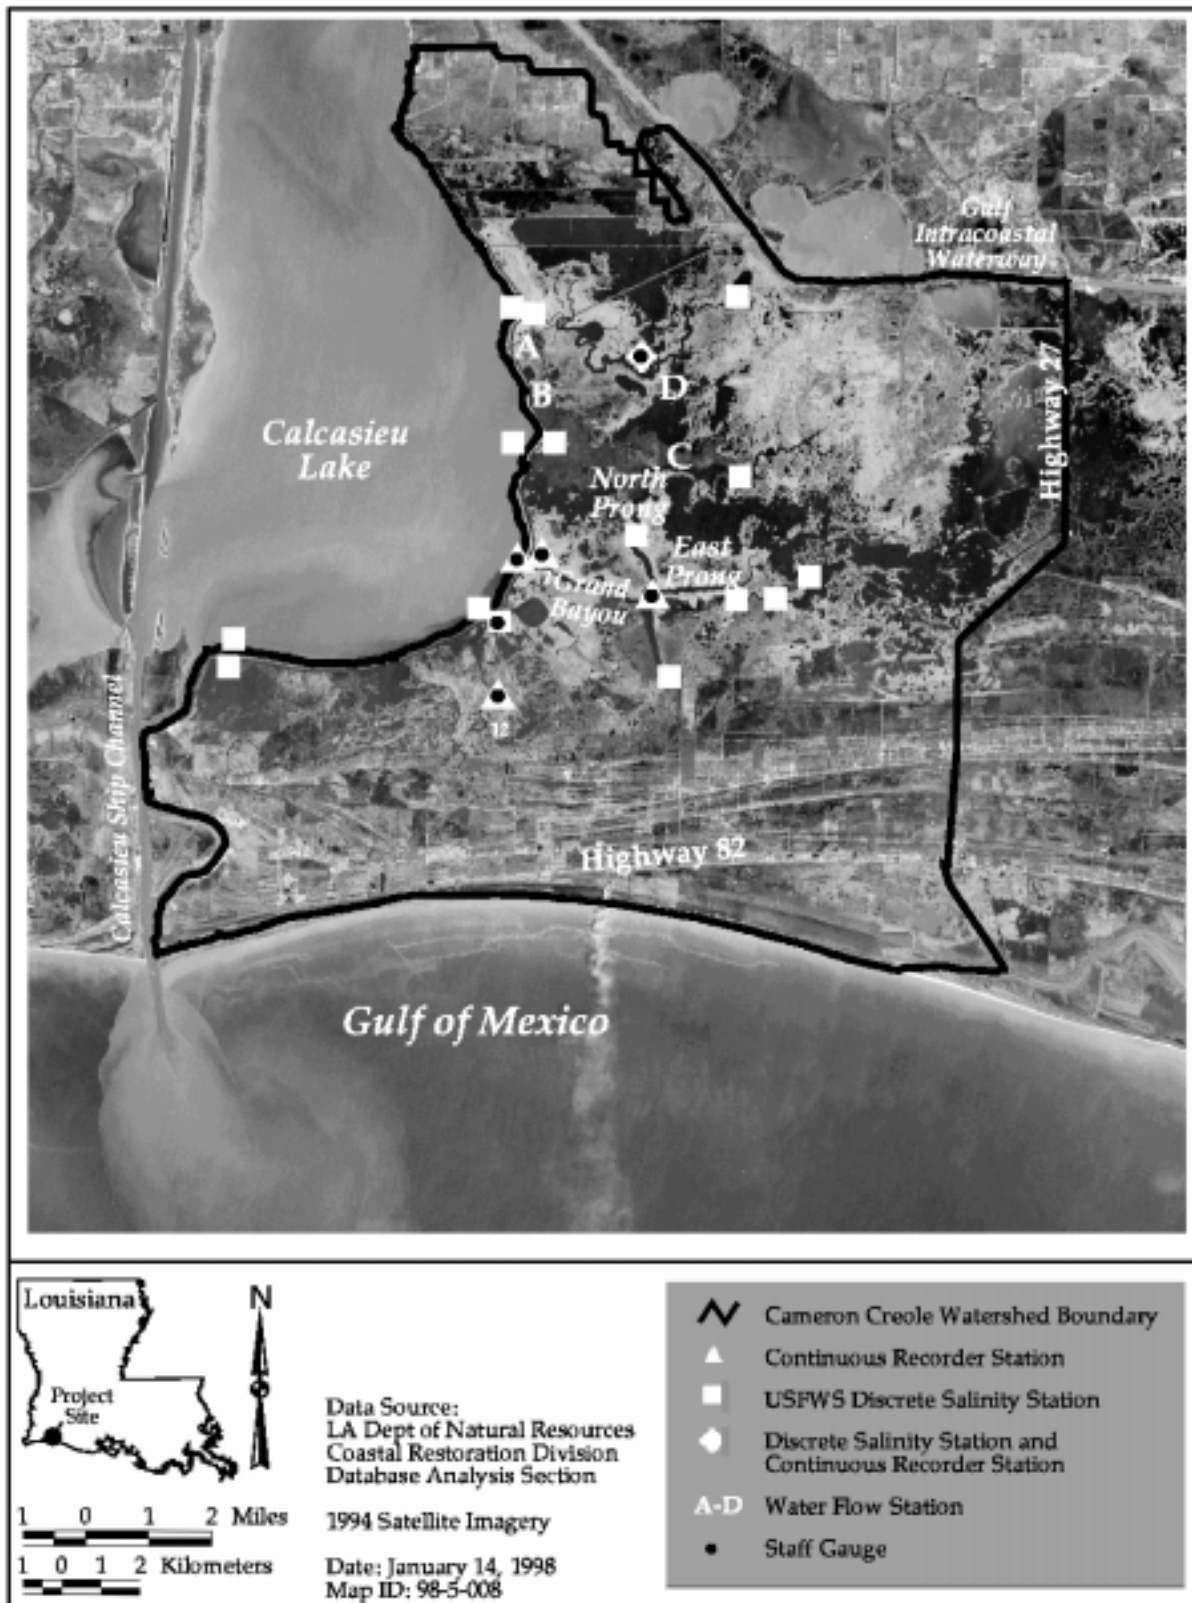 Gulf
Intracoastal
Waterway
Highway 27
A
B
D
C
Calcasieu
Lake
North
Prong
East
Prong
Grand
Bayou
12
Calcasieu Ship Channel
Highway 82
Gulf of Mexico
Louisiana
Project
Site
N
1 0 1 2 Miles
1 0 1 2 Kilometers
Data Source:
LA Dept of Natural Resources
Coastal Restoration Division
Database Analysis Section
1994 Satellite Imagery
Date: January 14, 1998
Map ID: 98-5-008
Cameron Creole Watershed Boundary
Continuous Recorder Station
USFWS Discrete Salinity Station
Discrete Salinity Station and
Continuous Recorder Station
A-D Water Flow Station
Staff Gauge